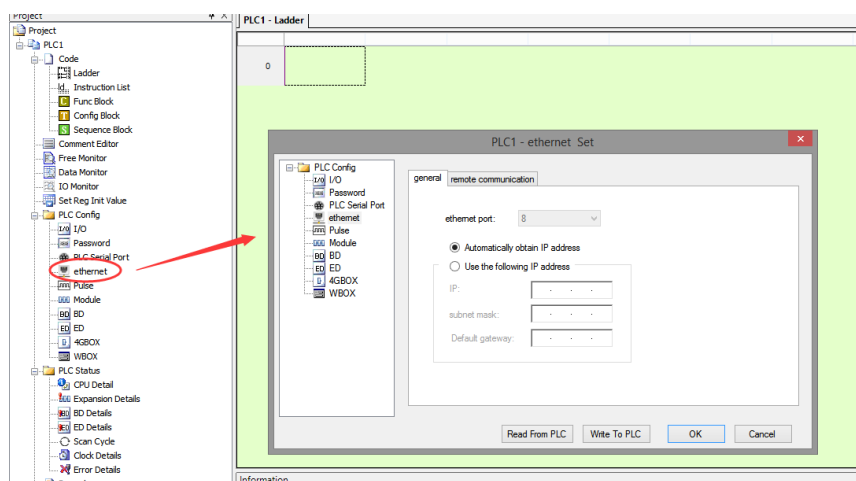 Project
Project
PLC1
Code
Ladder
Instruction List
Func Block
Config Block
Sequence Block
Comment Editor
Free Monitor
Data Monitor
IO Monitor
Set Reg Init Value
PLC Config
I/O
Password
PLC Serial Port
ethernet
Pulse
Module
BD
ED
4GBOX
WBOX
PLC Status
CPU Detail
Expansion Details
BD Details
ED Details
Scan Cycle
Clock Details
Error Details
PLC1 - Ladder
0
PLC1 - ethernet Set
PLC Config
I/O
Password
PLC Serial Port
ethernet
Pulse
Module
BD
ED
4GBOX
WBOX
general remote communication
ethernet port: 8
Automatically obtain IP address
Use the following IP address
IP:
subnet mask:
Default gateway:
Read From PLC Write To PLC OK Cancel
Information